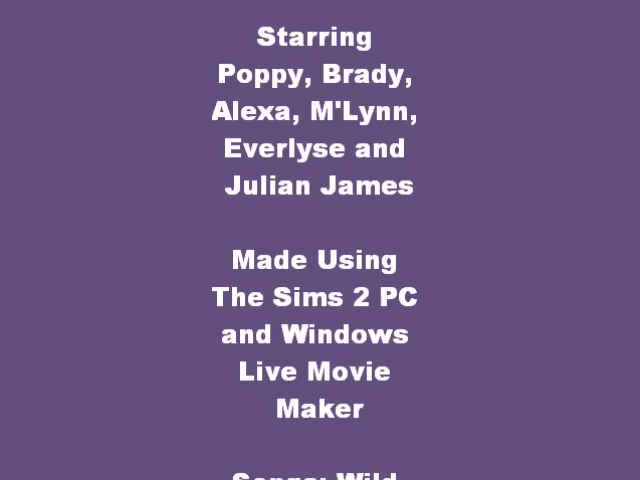 Starring
Poppy, Brady,
Alexa, M'Lynn,
Everlyse and
Julian James
Made Using
The Sims 2 PC
and Windows
Live Movie
Maker
Songs: Wild